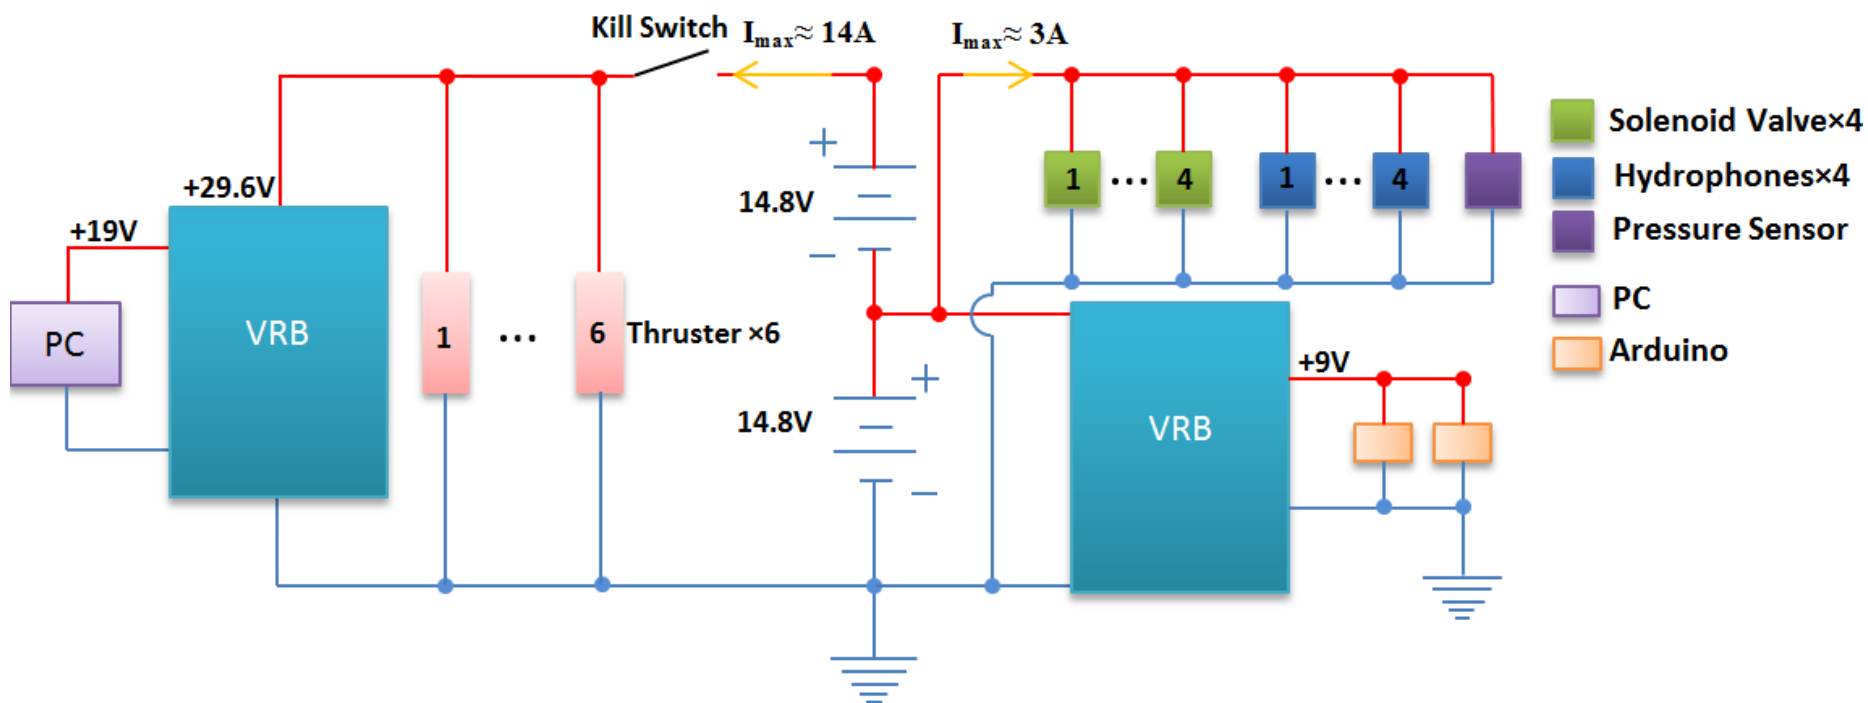 Kill Switch
Imax≈ 14A
Imax≈ 3A
+29.6V
+19V
PC
VRB
1
...
6
Thruster ×6
+
14.8V
−
+
14.8V
−
1
...
4
1
...
4
VRB
+9V
Solenoid Valve×4
Hydrophones×4
Pressure Sensor
PC
Arduino